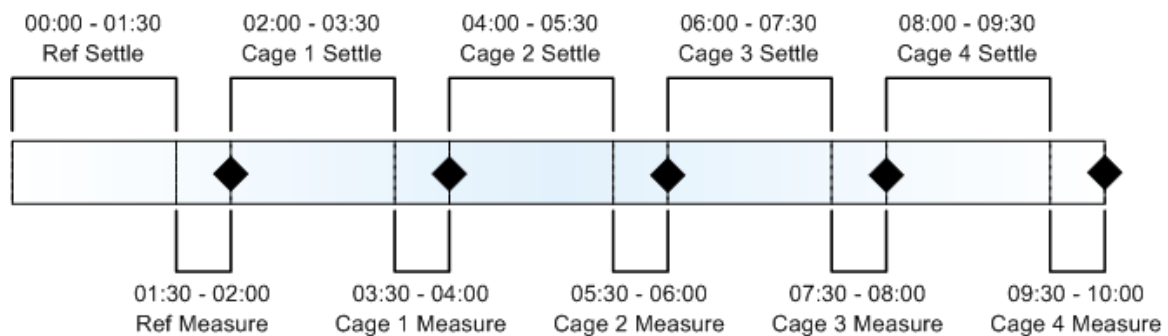 00:00 - 01:30
Ref Settle
02:00 - 03:30
Cage 1 Settle
04:00 - 05:30
Cage 2 Settle
06:00 - 07:30
Cage 3 Settle
08:00 - 09:30
Cage 4 Settle
01:30 - 02:00
Ref Measure
03:30 - 04:00
Cage 1 Measure
05:30 - 06:00
Cage 2 Measure
07:30 - 08:00
Cage 3 Measure
09:30 - 10:00
Cage 4 Measure